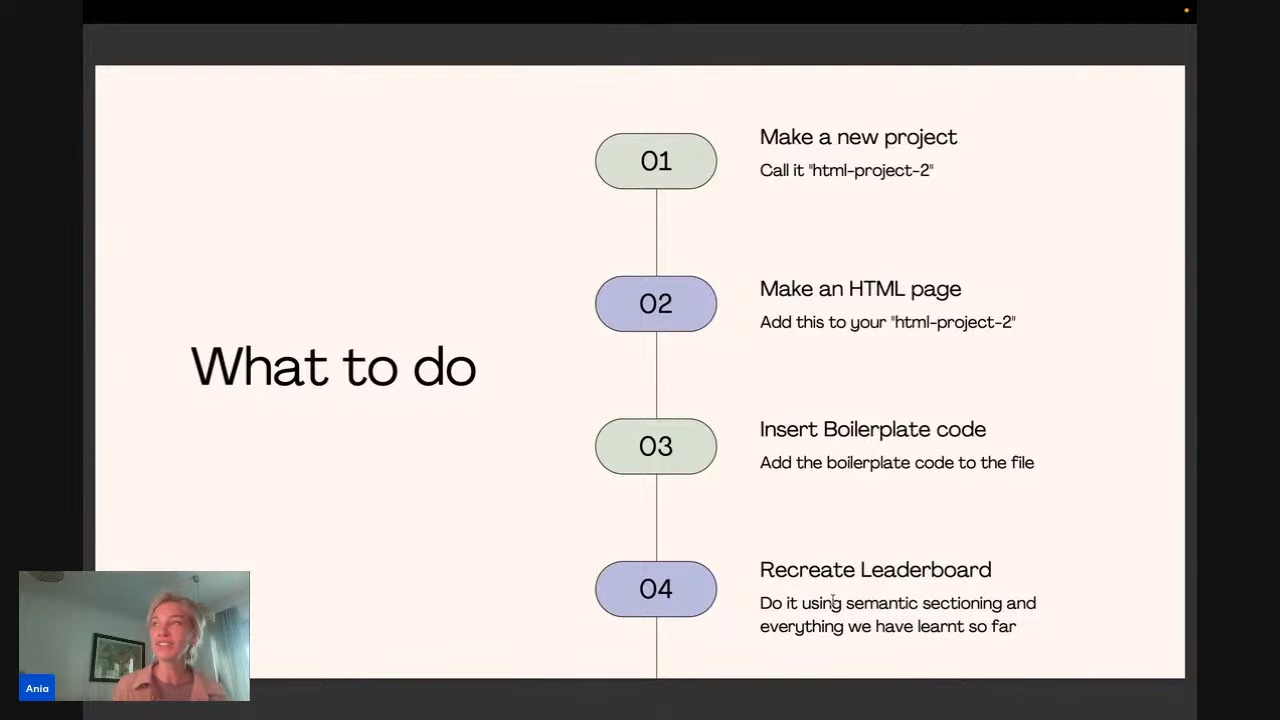 What to do
01
Make a new project
Call it "html-project-2"
02
Make an HTML page
Add this to your "html-project-2"
03
Insert Boilerplate code
Add the boilerplate code to the file
04
Recreate Leaderboard
Do it using semantic sectioning and
everything we have learnt so far
Ania